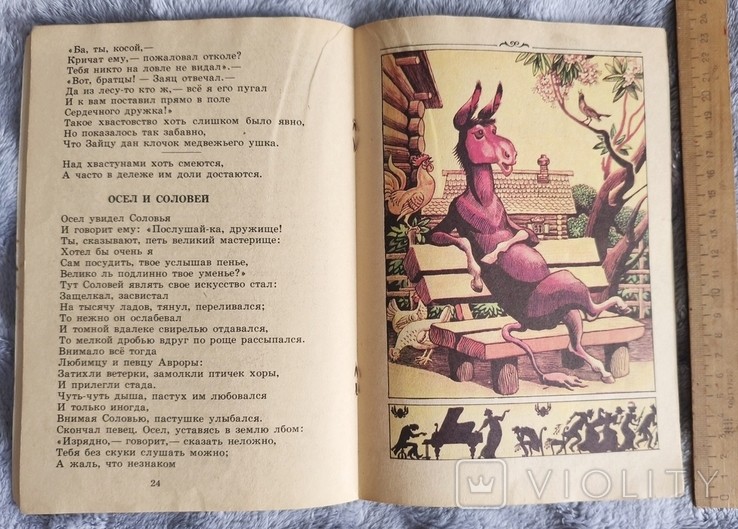 «Ба, ты, косой,—
Кричат ему,— пожаловал отколе?
Тебя никто на ловле не видал».—
«Вот, братцы! — Заяц отвечал.—
Да из лесу-то кто ж,— всё я его пугал
И к вам поставил прямо в поле
Сердечного дружка!»
Такое хвастовство хоть слишком было явно,
Но показалось так забавно,
Что Зайцу дан клочок медвежьего ушка.
Над хвастунами хоть смеются,
А часто в дележе им доли достаются.
ОСЕЛ И СОЛОВЕЙ
Осел увидел Соловья
И говорит ему: «Послушай-ка, дружище!
Ты, сказывают, петь великий мастерище:
Хотел бы очень я
Сам посудить, твое услышав пенье,
Велико ль подлинно твое уменье?»
Тут Соловей являть свое искусство стал:
Защелкал, засвистал
На тысячу ладов, тянул, переливался;
То нежно он ослабевал
И томной вдалеке свирелью отдавался,
То мелкой дробью вдруг по роще рассыпался.
Внимало всё тогда
Любимцу и певцу Авроры:
Затихли ветерки, замолкли птичек хоры,
И прилегли стада.
Чуть-чуть дыша, пастух им любовался
И только иногда,
Внимая Соловью, пастушке улыбался.
Скончал певец. Осел, уставясь в землю лбом:
«Изрядно,— говорит,— сказать неложно,
Тебя без скуки слушать можно;
А жаль, что незнаком
24
VIOLITY